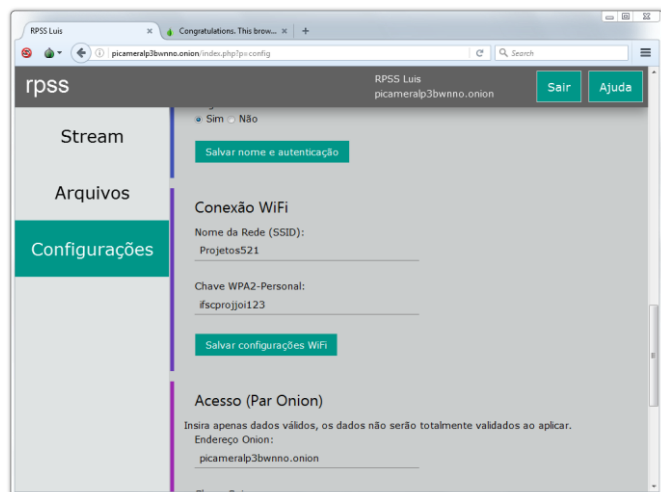 RPSS Luis
Congratulations. This brow...
picameralp3bwnno.onion/index.php?p=config
Search
rpss
RPSS Luis
picameralp3bwnno.onion
Sair
Ajuda
Stream
Arquivos
Configurações
Sim
Não
Salvar nome e autenticação
Conexão WiFi
Nome da Rede (SSID):
Projetos521
Chave WPA2-Personal:
ifscprojjoi123
Salvar configurações WiFi
Acesso (Par Onion)
Insira apenas dados válidos, os dados não serão totalmente validados ao aplicar.
Endereço Onion:
picameralp3bwnno.onion